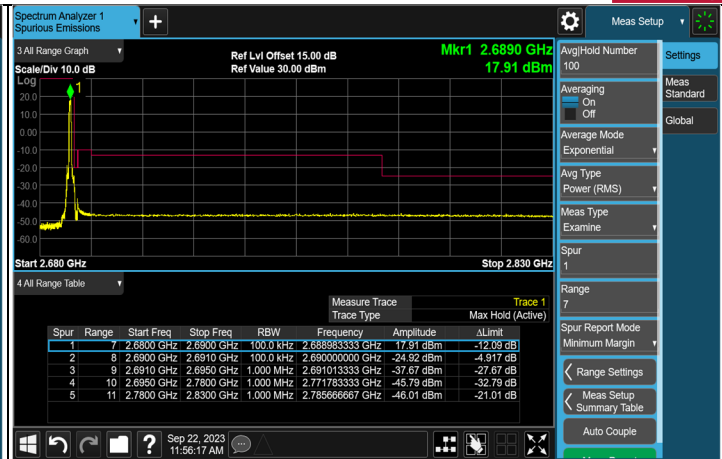 Spectrum Analyzer 1
Spurious Emissions
Meas Setup
3 All Range Graph
Ref Lvl Offset 15.00 dB
Mkr1 2.6890 GHz
Scale/Div 10.0 dB
Ref Value 30.00 dBm
17.91 dBm
Log
1
20.0
10.0
0.00
-10.0
-20.0
-30.0
-40.0
-50.0
-60.0
Start 2.680 GHz
Stop 2.830 GHz
4 All Range Table
Measure Trace Trace 1
Trace Type Max Hold (Active)
Spur Range Start Freq Stop Freq RBW Frequency Amplitude ΔLimit
1 7 2.6800 GHz 2.6900 GHz 100.0 kHz 2.688983333 GHz 17.91 dBm -12.09 dB
2 8 2.6900 GHz 2.6910 GHz 100.0 kHz 2.690000000 GHz -24.92 dBm -4.917 dB
3 9 2.6910 GHz 2.6950 GHz 1.000 MHz 2.691013333 GHz -37.67 dBm -27.67 dB
4 10 2.6950 GHz 2.7800 GHz 1.000 MHz 2.771783333 GHz -45.79 dBm -32.79 dB
5 11 2.7800 GHz 2.8300 GHz 1.000 MHz 2.785666667 GHz -46.01 dBm -21.01 dB
Avg|Hold Number
100
Averaging
On
Off
Average Mode
Exponential
Avg Type
Power (RMS)
Meas Type
Examine
Spur
1
Range
7
Spur Report Mode
Minimum Margin
Range Settings
Meas Setup
Summary Table
Auto Couple
Settings
Meas
Standard
Global
Sep 22, 2023
11:56:17 AM